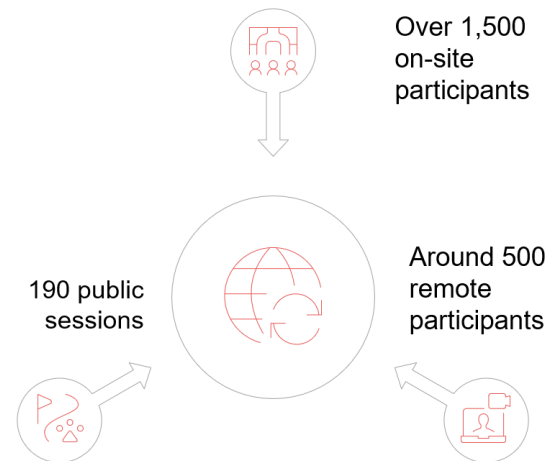 Over 1,500
on-site
participants
190 public
sessions
Around 500
remote
participants